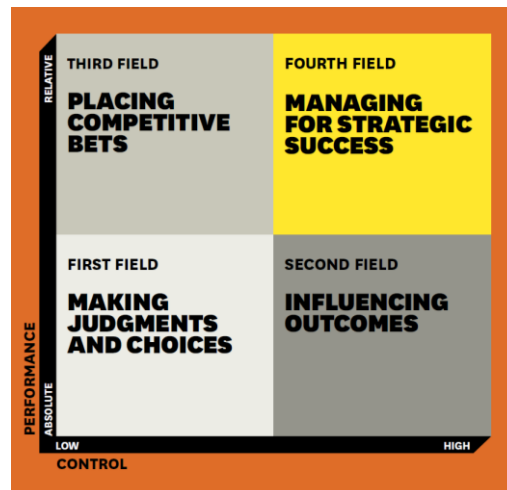 RELATIVE
THIRD FIELD
PLACING
COMPETITIVE
BETS
FOURTH FIELD
MANAGING
FOR STRATEGIC
SUCCESS
FIRST FIELD
MAKING
JUDGMENTS
AND CHOICES
SECOND FIELD
INFLUENCING
OUTCOMES
PERFORMANCE
ABSOLUTE
LOW
HIGH
CONTROL